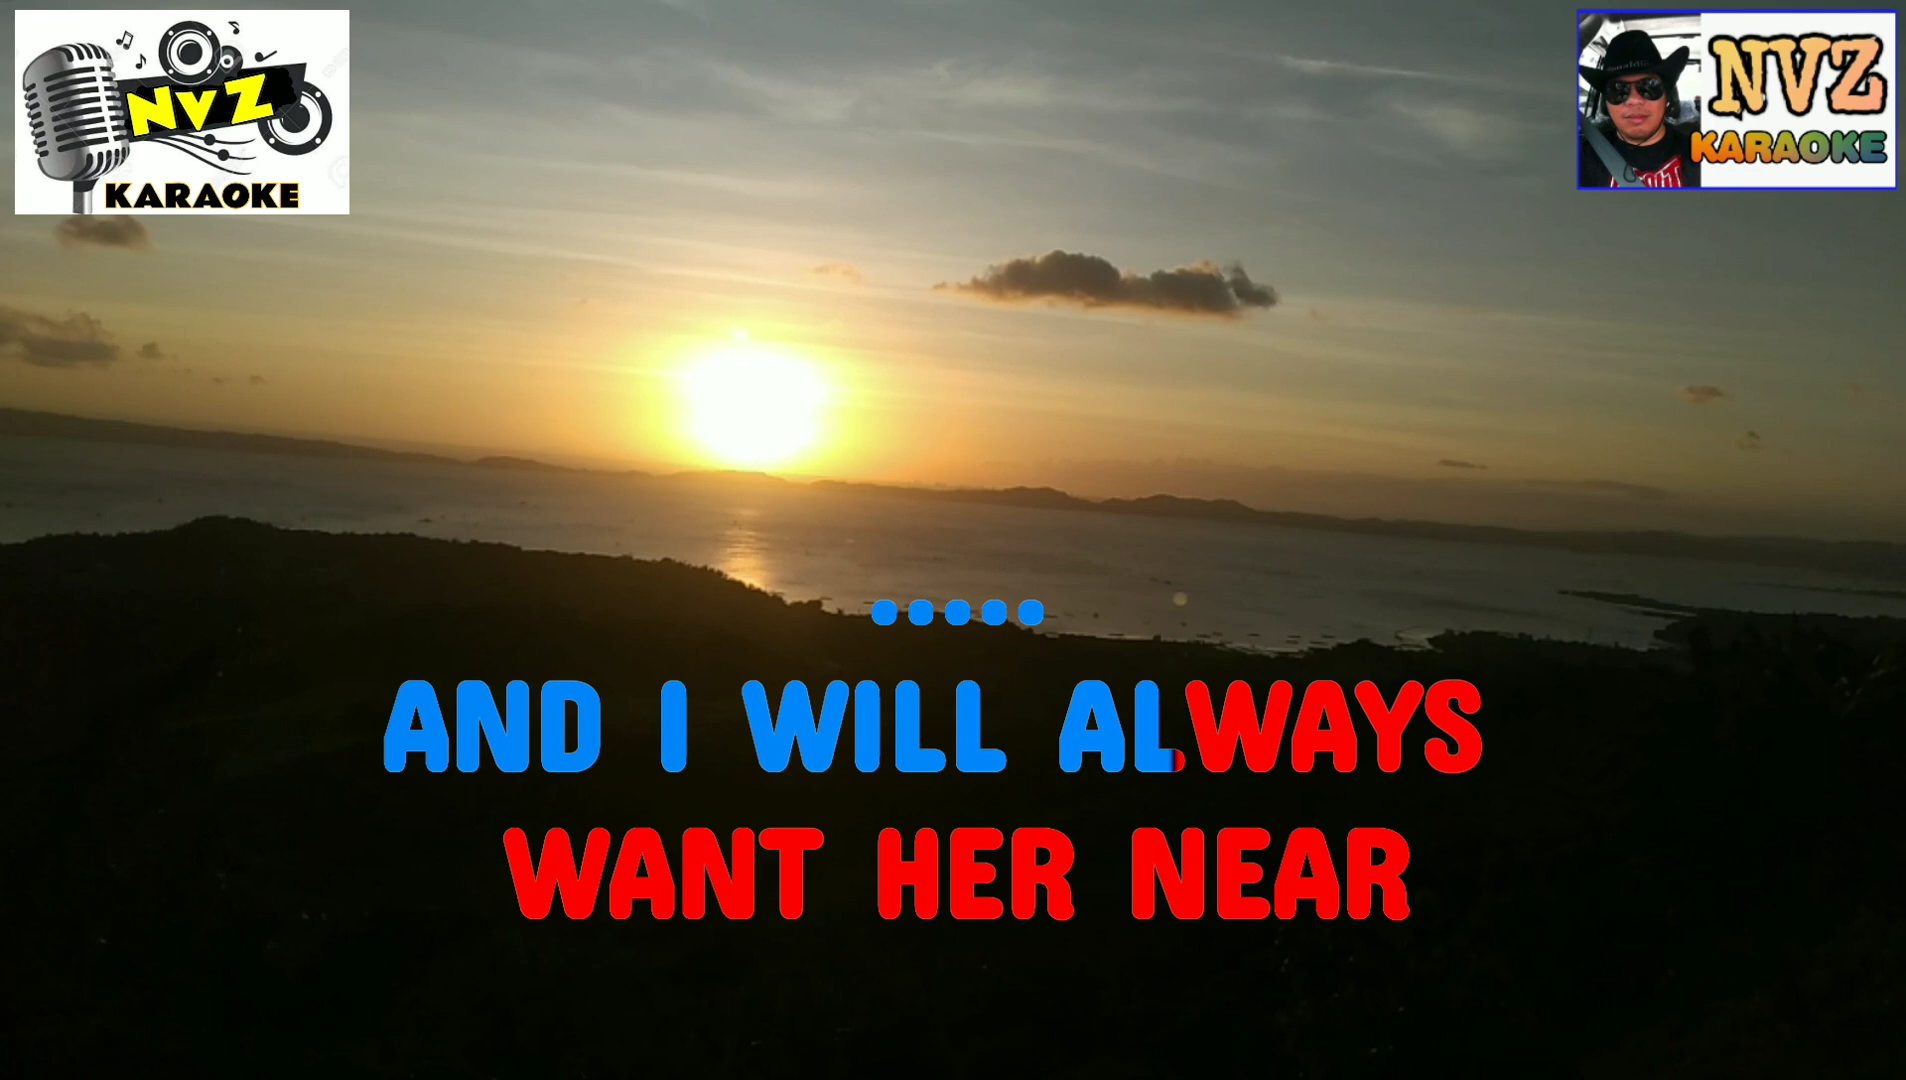 NVZ
KARAOKE
NVZ
KARAOKE
.....
AND I WILL ALWAYS
WANT HER NEAR